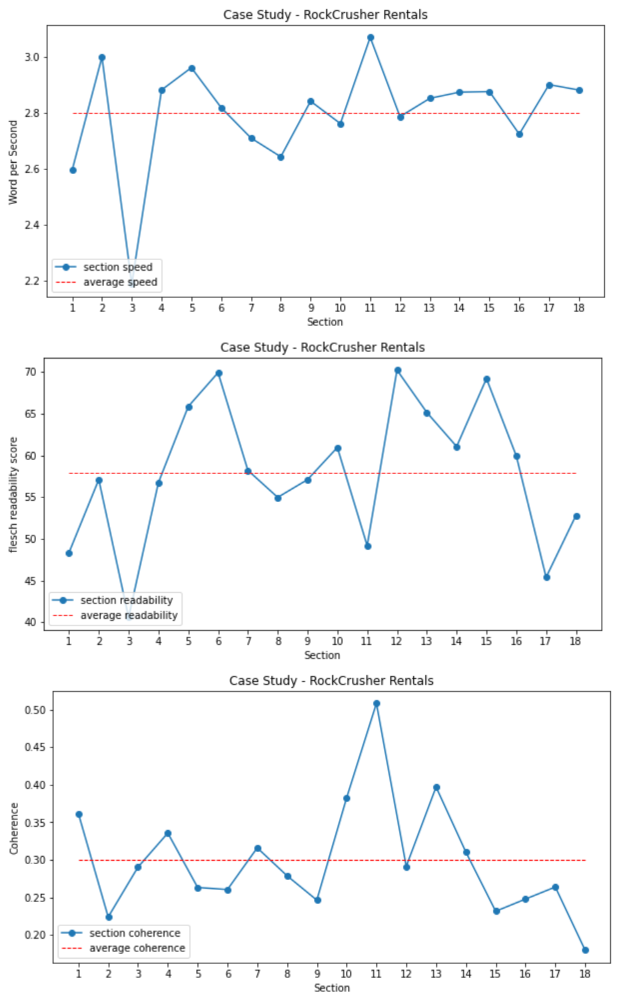 Case Study - RockCrusher Rentals
Word per Second
3.0
2.8
2.6
2.4
2.2
section speed
average speed
1 2 3 4 5 6 7 8 9 10 11 12 13 14 15 16 17 18
Section
Case Study - RockCrusher Rentals
flesch readability score
70
65
60
55
50
45
40
section readability
average readability
1 2 3 4 5 6 7 8 9 10 11 12 13 14 15 16 17 18
Section
Case Study - RockCrusher Rentals
Coherence
0.50
0.45
0.40
0.35
0.30
0.25
0.20
section coherence
average coherence
1 2 3 4 5 6 7 8 9 10 11 12 13 14 15 16 17 18
Section